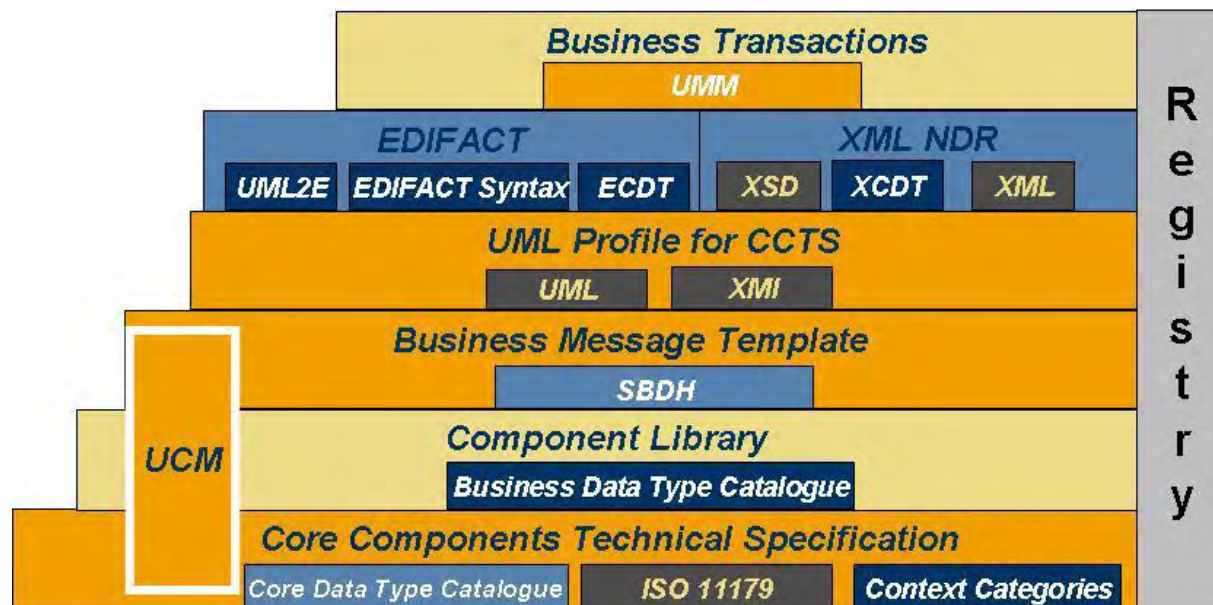 Business Transactions
UMM
EDIFACT
XML NDR
UML2E
EDIFACT Syntax
ECDT
XSD
XCDT
XML
UML Profile for CCTS
UML
XMI
Business Message Template
SBDH
UCM
Component Library
Business Data Type Catalogue
Core Components Technical Specification
Core Data Type Catalogue
ISO 11179
Context Categories
Registry